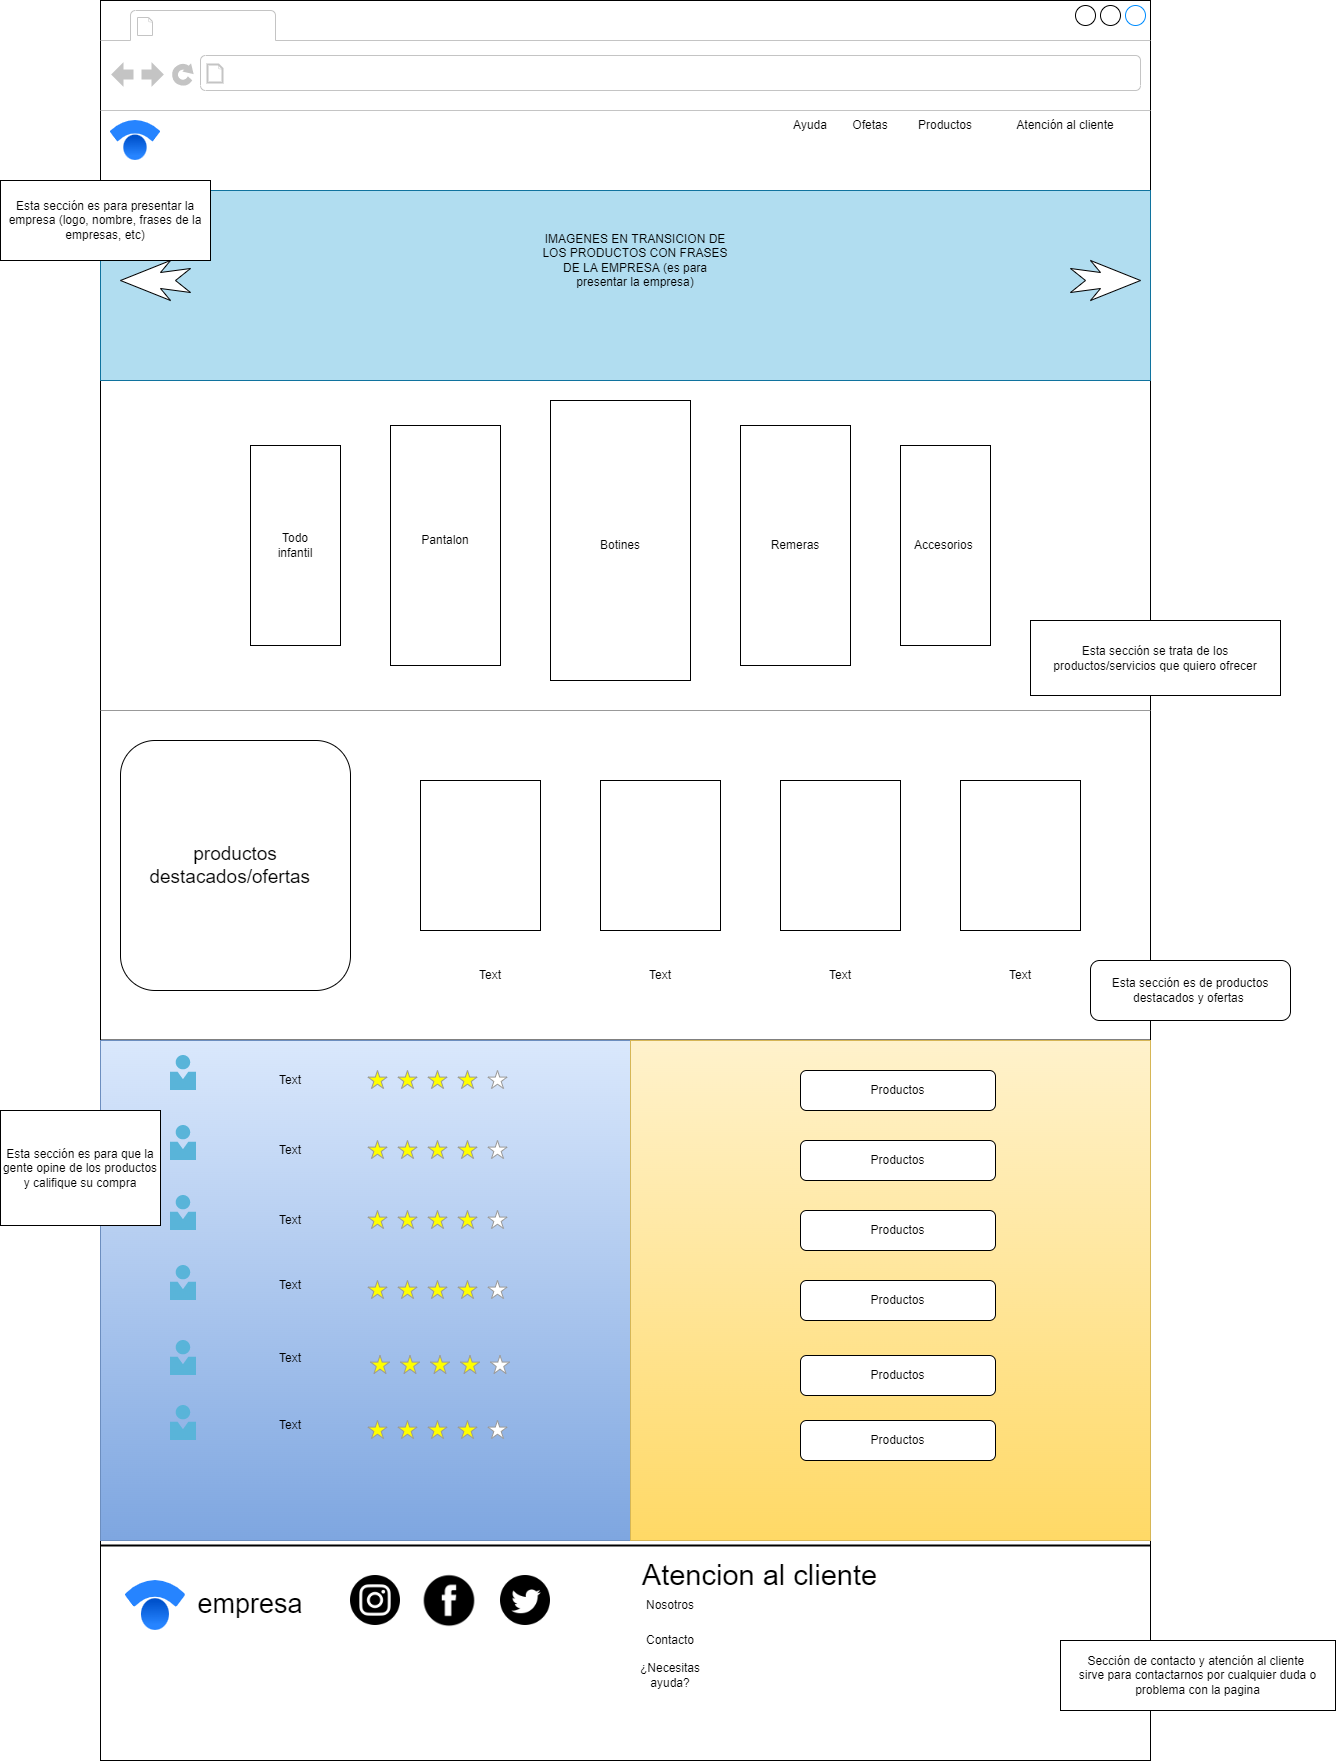 Ayuda
Ofetas
Productos
Atención al cliente
Esta sección es para presentar la
empresa (logo, nombre, frases de la
empresas, etc)
IMAGENES EN TRANSICION DE
LOS PRODUCTOS CON FRASES
DE LA EMPRESA (es para
presentar la empresa)
Todo
infantil
Pantalon
Botines
Remeras
Accesorios
Esta sección se trata de los
productos/servicios que quiero ofrecer
productos
destacados/ofertas
Text
Text
Text
Text
Esta sección es de productos
destacados y ofertas
Text
Productos
Esta sección es para que la
gente opine de los productos
y califique su compra
Text
Productos
Text
Productos
Text
Productos
Text
Productos
Text
Productos
empresa
Atencion al cliente
Nosotros
Contacto
¿Necesitas
ayuda?
Sección de contacto y atención al cliente
sirve para contactarnos por cualquier duda o
problema con la pagina